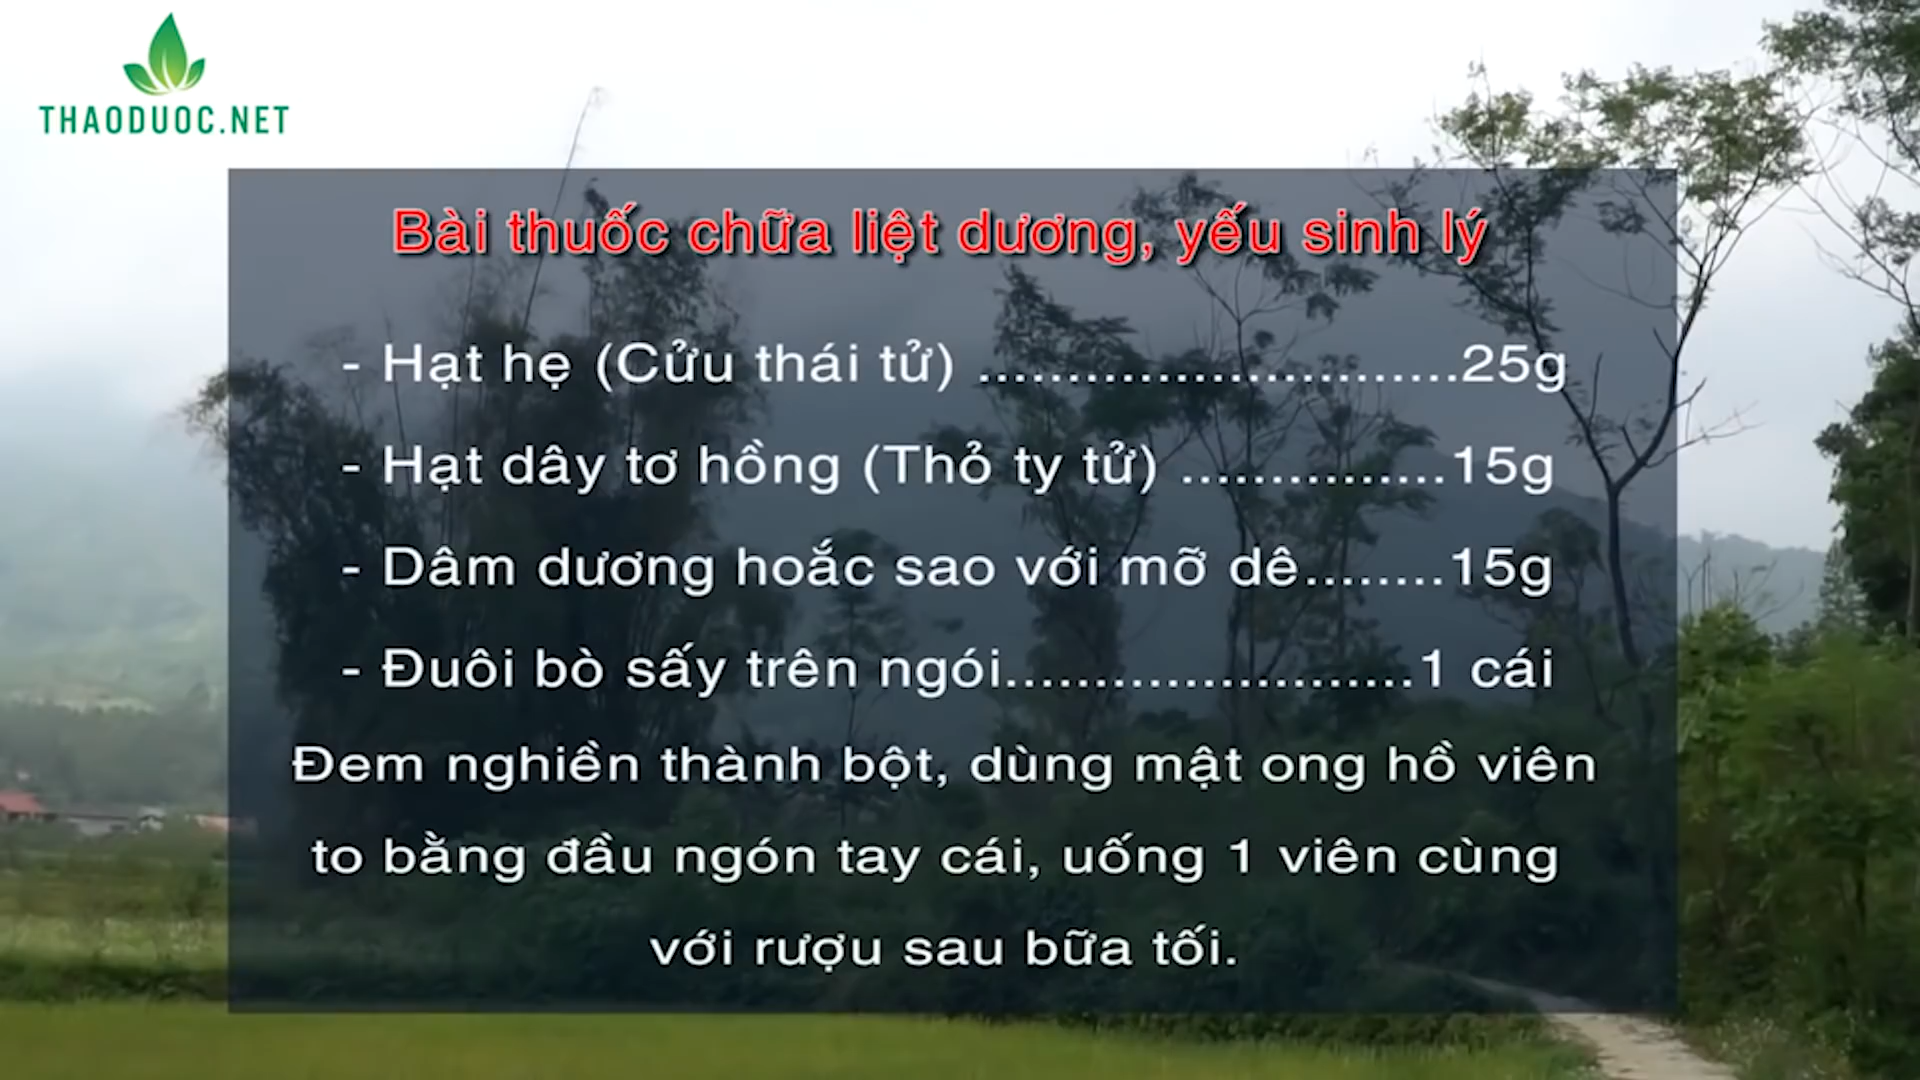 THAODUOC.NET
Bài thuốc chữa liệt dương, yếu sinh lý
- Hạt hẹ (Cửu thái tử) ...........................25g
- Hạt dây tơ hồng (Thỏ ty tử) ...............15g
- Dâm dương hoắc sao với mỡ dê........15g
- Đuôi bò sấy trên ngói.......................1 cái
Đem nghiền thành bột, dùng mật ong hồ viên
to bằng đầu ngón tay cái, uống 1 viên cùng
với rượu sau bữa tối.